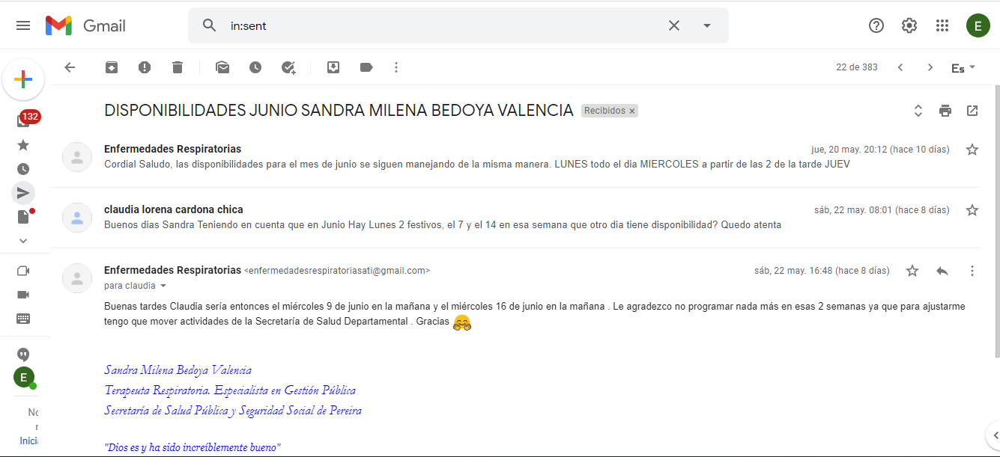 Gmail
in:sent
E
22 de 383
Es
132
DISPONIBILIDADES JUNIO SANDRA MILENA BEDOYA VALENCIA Recibidos x
Enfermedades Respiratorias
jue, 20 may. 20:12 (hace 10 días)
Cordial Saludo, las disponibilidades para el mes de junio se siguen manejando de la misma manera. LUNES todo el dia MIERCOLES a partir de las 2 de la tarde JUEV
claudia lorena cardona chica
sáb, 22 may. 08:01 (hace 8 días)
Buenos dias Sandra Teniendo en cuenta que en Junio Hay Lunes 2 festivos, el 7 y el 14 en esa semana que otro dia tiene disponibilidad? Quedo atenta
Enfermedades Respiratorias <enfermedadesrespiratoriasati@gmail.com>
sáb, 22 may. 16:48 (hace 8 días)
para claudia
Buenas tardes Claudia sería entonces el miércoles 9 de junio en la mañana y el miércoles 16 de junio en la mañana . Le agradezco no programar nada más en esas 2 semanas ya que para ajustarme
tengo que mover actividades de la Secretaría de Salud Departamental . Gracias 🤗
Sandra Milena Bedoya Valencia
Terapeuta Respiratoria. Especialista en Gestión Pública
Secretaría de Salud Pública y Seguridad Social de Pereira
"Dios es y ha sido increíblemente bueno"
E
Inicia